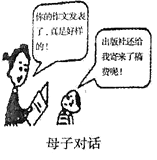 你的作文发表
了，真是好样
的！
出版社还给
我寄来了稿
费呢！
母子对话